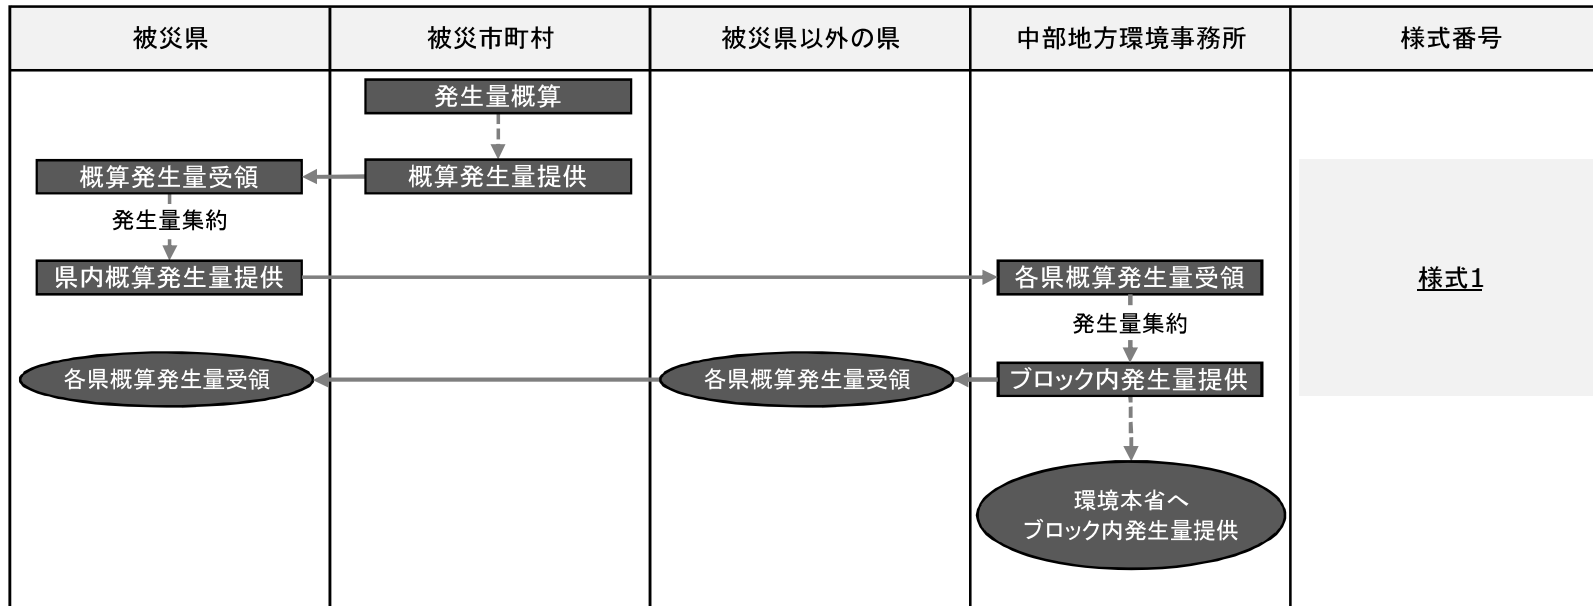 被災県
被災市町村
被災県以外の県
中部地方環境事務所
様式番号
発生量概算
概算発生量受領
概算発生量提供
発生量集約
県内概算発生量提供
各県概算発生量受領
様式1
発生量集約
各県概算発生量受領
各県概算発生量受領
ブロック内発生量提供
環境本省へ
ブロック内発生量提供